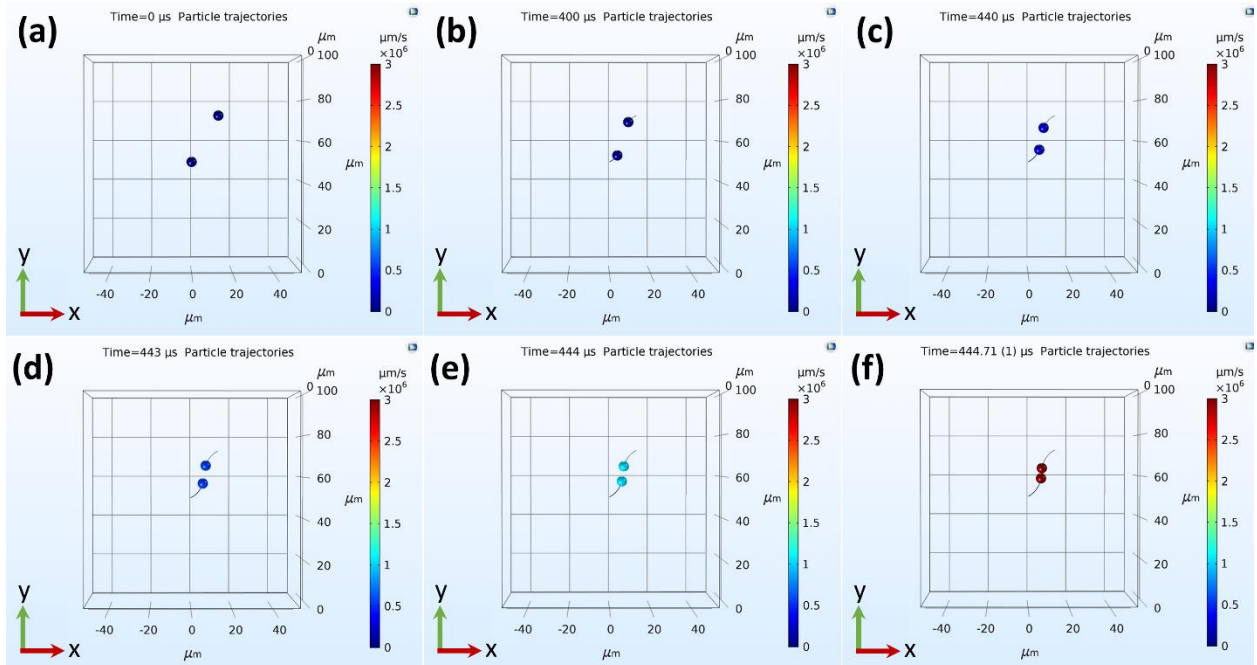 (a)
Time=0 µs Particle trajectories
µm
0
100
80
60
µm
40
20
0
-40 -20 0 20 40
µm
y
x
µm/s
×10⁶
3
2.5
2
1.5
1
0.5
0
(b)
Time=400 µs Particle trajectories
µm
0
100
80
60
µm
40
20
0
-40 -20 0 20 40
µm
y
x
µm/s
×10⁶
3
2.5
2
1.5
1
0.5
0
(c)
Time=440 µs Particle trajectories
µm
0
100
80
60
µm
40
20
0
-40 -20 0 20 40
µm
y
x
µm/s
×10⁶
3
2.5
2
1.5
1
0.5
0
(d)
Time=443 µs Particle trajectories
µm
0
100
80
60
µm
40
20
0
-40 -20 0 20 40
µm
y
x
µm/s
×10⁶
3
2.5
2
1.5
1
0.5
0
(e)
Time=444 µs Particle trajectories
µm
0
100
80
60
µm
40
20
0
-40 -20 0 20 40
µm
y
x
µm/s
×10⁶
3
2.5
2
1.5
1
0.5
0
(f)
Time=444.71 (1) µs Particle trajectories
µm
0
100
80
60
µm
40
20
0
-40 -20 0 20 40
µm
y
x
µm/s
×10⁶
3
2.5
2
1.5
1
0.5
0